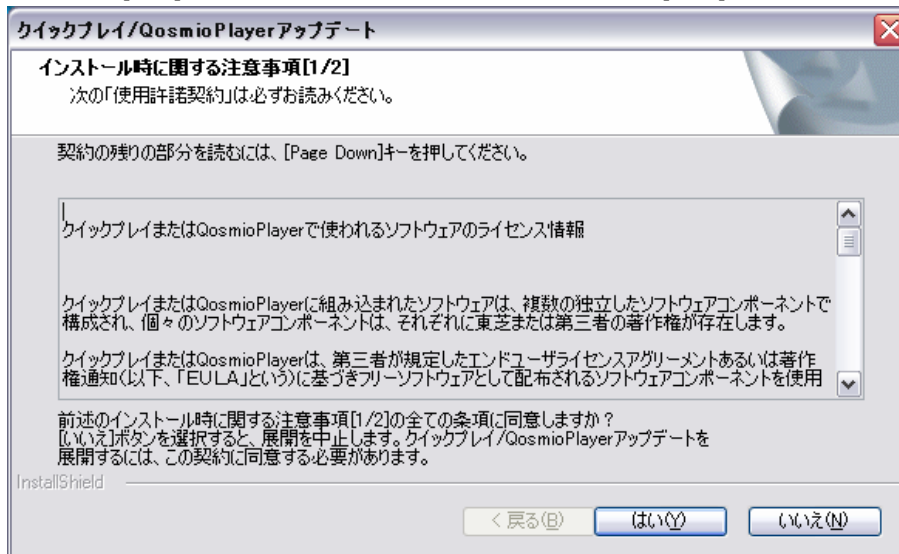 クイックプレイ/QosmioPlayerアップデート
インストール時に関する注意事項[1/2]
次の「使用許諾契約」は必ずお読みください。
契約の残りの部分を読むには、[Page Down]キーを押してください。
クイックプレイまたはQosmioPlayerで使われるソフトウェアのライセンス情報
クイックプレイまたはQosmioPlayerに組み込まれたソフトウェアは、複数の独立したソフトウェアコンポーネントで
構成され、個々のソフトウェアコンポーネントは、それぞれに東芝または第三者の著作権が存在します。
クイックプレイまたはQosmioPlayerは、第三者が規定したエンドユーザライセンスアグリーメントあるいは著作
権通知(以下、「EULA」という)に基づきフリーソフトウェアとして配布されるソフトウェアコンポーネントを使用
前述のインストール時に関する注意事項[1/2]の全ての条項に同意しますか?
[いいえ]ボタンを選択すると、展開を中止します。クイックプレイ/QosmioPlayerアップデートを
展開するには、この契約に同意する必要があります。
InstallShield
< 戻る(B)
はい(Y)
いいえ(N)